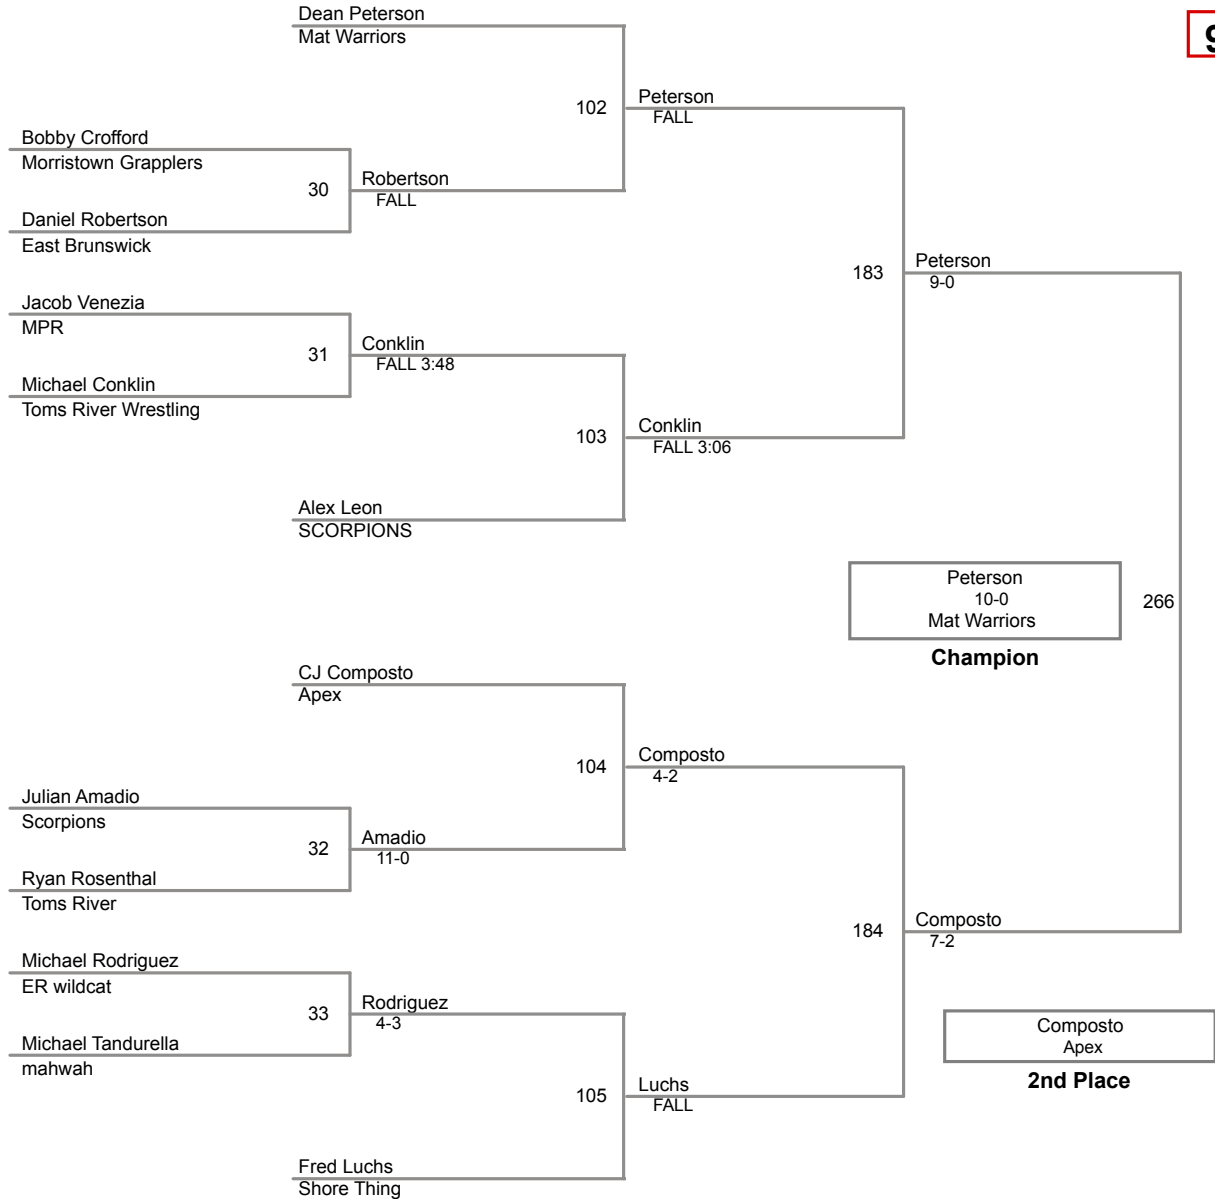 Dean Peterson
Mat Warriors
9
102
Peterson
FALL
Bobby Crofford
Morristown Grapplers
30
Robertson
FALL
Daniel Robertson
East Brunswick
183
Peterson
9-0
Jacob Venezia
MPR
31
Conklin
FALL 3:48
Michael Conklin
Toms River Wrestling
103
Conklin
FALL 3:06
Alex Leon
SCORPIONS
Peterson
10-0
Mat Warriors
266
Champion
CJ Composto
Apex
104
Composto
4-2
Julian Amadio
Scorpions
32
Amadio
11-0
Ryan Rosenthal
Toms River
184
Composto
7-2
Michael Rodriguez
ER wildcat
33
Rodriguez
4-3
Michael Tandurella
mahwah
Composto
Apex
2nd Place
105
Luchs
FALL
Fred Luchs
Shore Thing